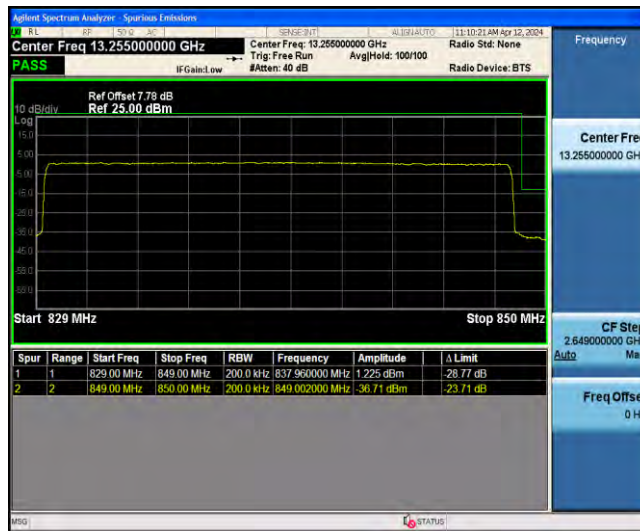 Agilent Spectrum Analyzer - Spurious Emissions
RL RF 50 Ω AC SENSE:INT ALIGN AUTO 11:10:21 AM Apr 12, 2024
Center Freq 13.255000000 GHz Center Freq: 13.255000000 GHz Radio Std: None Frequency
Trig: Free Run Avg|Hold: 100/100
PASS IFGain:Low #Atten: 40 dB Radio Device: BTS
Ref Offset 7.78 dB
10 dB/div Ref 25.00 dBm
Log
15.0
5.00
-5.00
-15.0
-25.0
-35.0
-45.0
-55.0
Start 829 MHz Stop 850 MHz
Center Fre
13.255000000 GH
CF Step
2.649000000 GH
Auto Ma
Freq Offse
0 H
Spur Range Start Freq Stop Freq RBW Frequency Amplitude Δ Limit
1 1 829.00 MHz 849.00 MHz 200.0 kHz 837.960000 MHz 1.225 dBm -28.77 dB
2 2 849.00 MHz 850.00 MHz 200.0 kHz 849.002000 MHz -36.71 dBm -23.71 dB
MSG STATUS